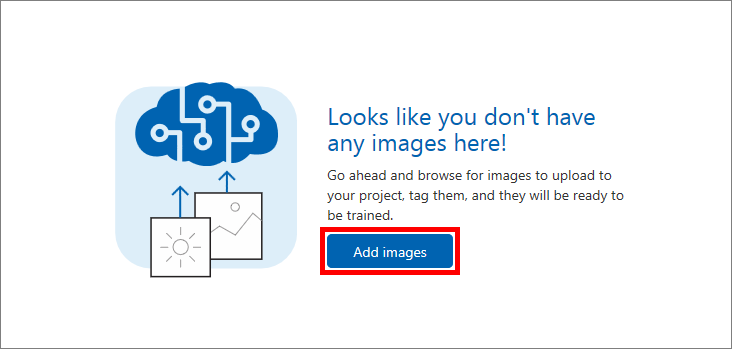 Looks like you don't have
any images here!
Go ahead and browse for images to upload to
your project, tag them, and they will be ready to
be trained.
Add images